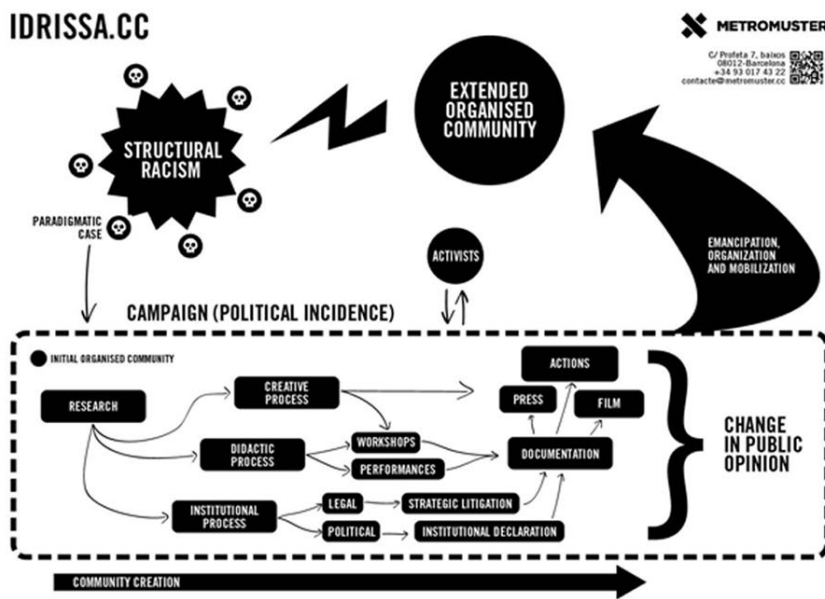 IDRISSA.CC
METROMUSTER
C/ Profeta 7, baixos
08012-Barcelona
+34 93 017 43 22
contacte@metromuster.cc
EXTENDED
ORGANISED
COMMUNITY
STRUCTURAL
RACISM
PARADIGMATIC
CASE
ACTIVISTS
EMANCIPATION,
ORGANIZATION
AND MOBILIZATION
CAMPAIGN (POLITICAL INCIDENCE)
INITIAL ORGANISED COMMUNITY
RESEARCH
CREATIVE
PROCESS
DIDACTIC
PROCESS
WORKSHOPS
PERFORMANCES
INSTITUTIONAL
PROCESS
LEGAL
STRATEGIC LITIGATION
POLITICAL
INSTITUTIONAL DECLARATION
ACTIONS
PRESS
FILM
DOCUMENTATION
CHANGE
IN PUBLIC
OPINION
COMMUNITY CREATION